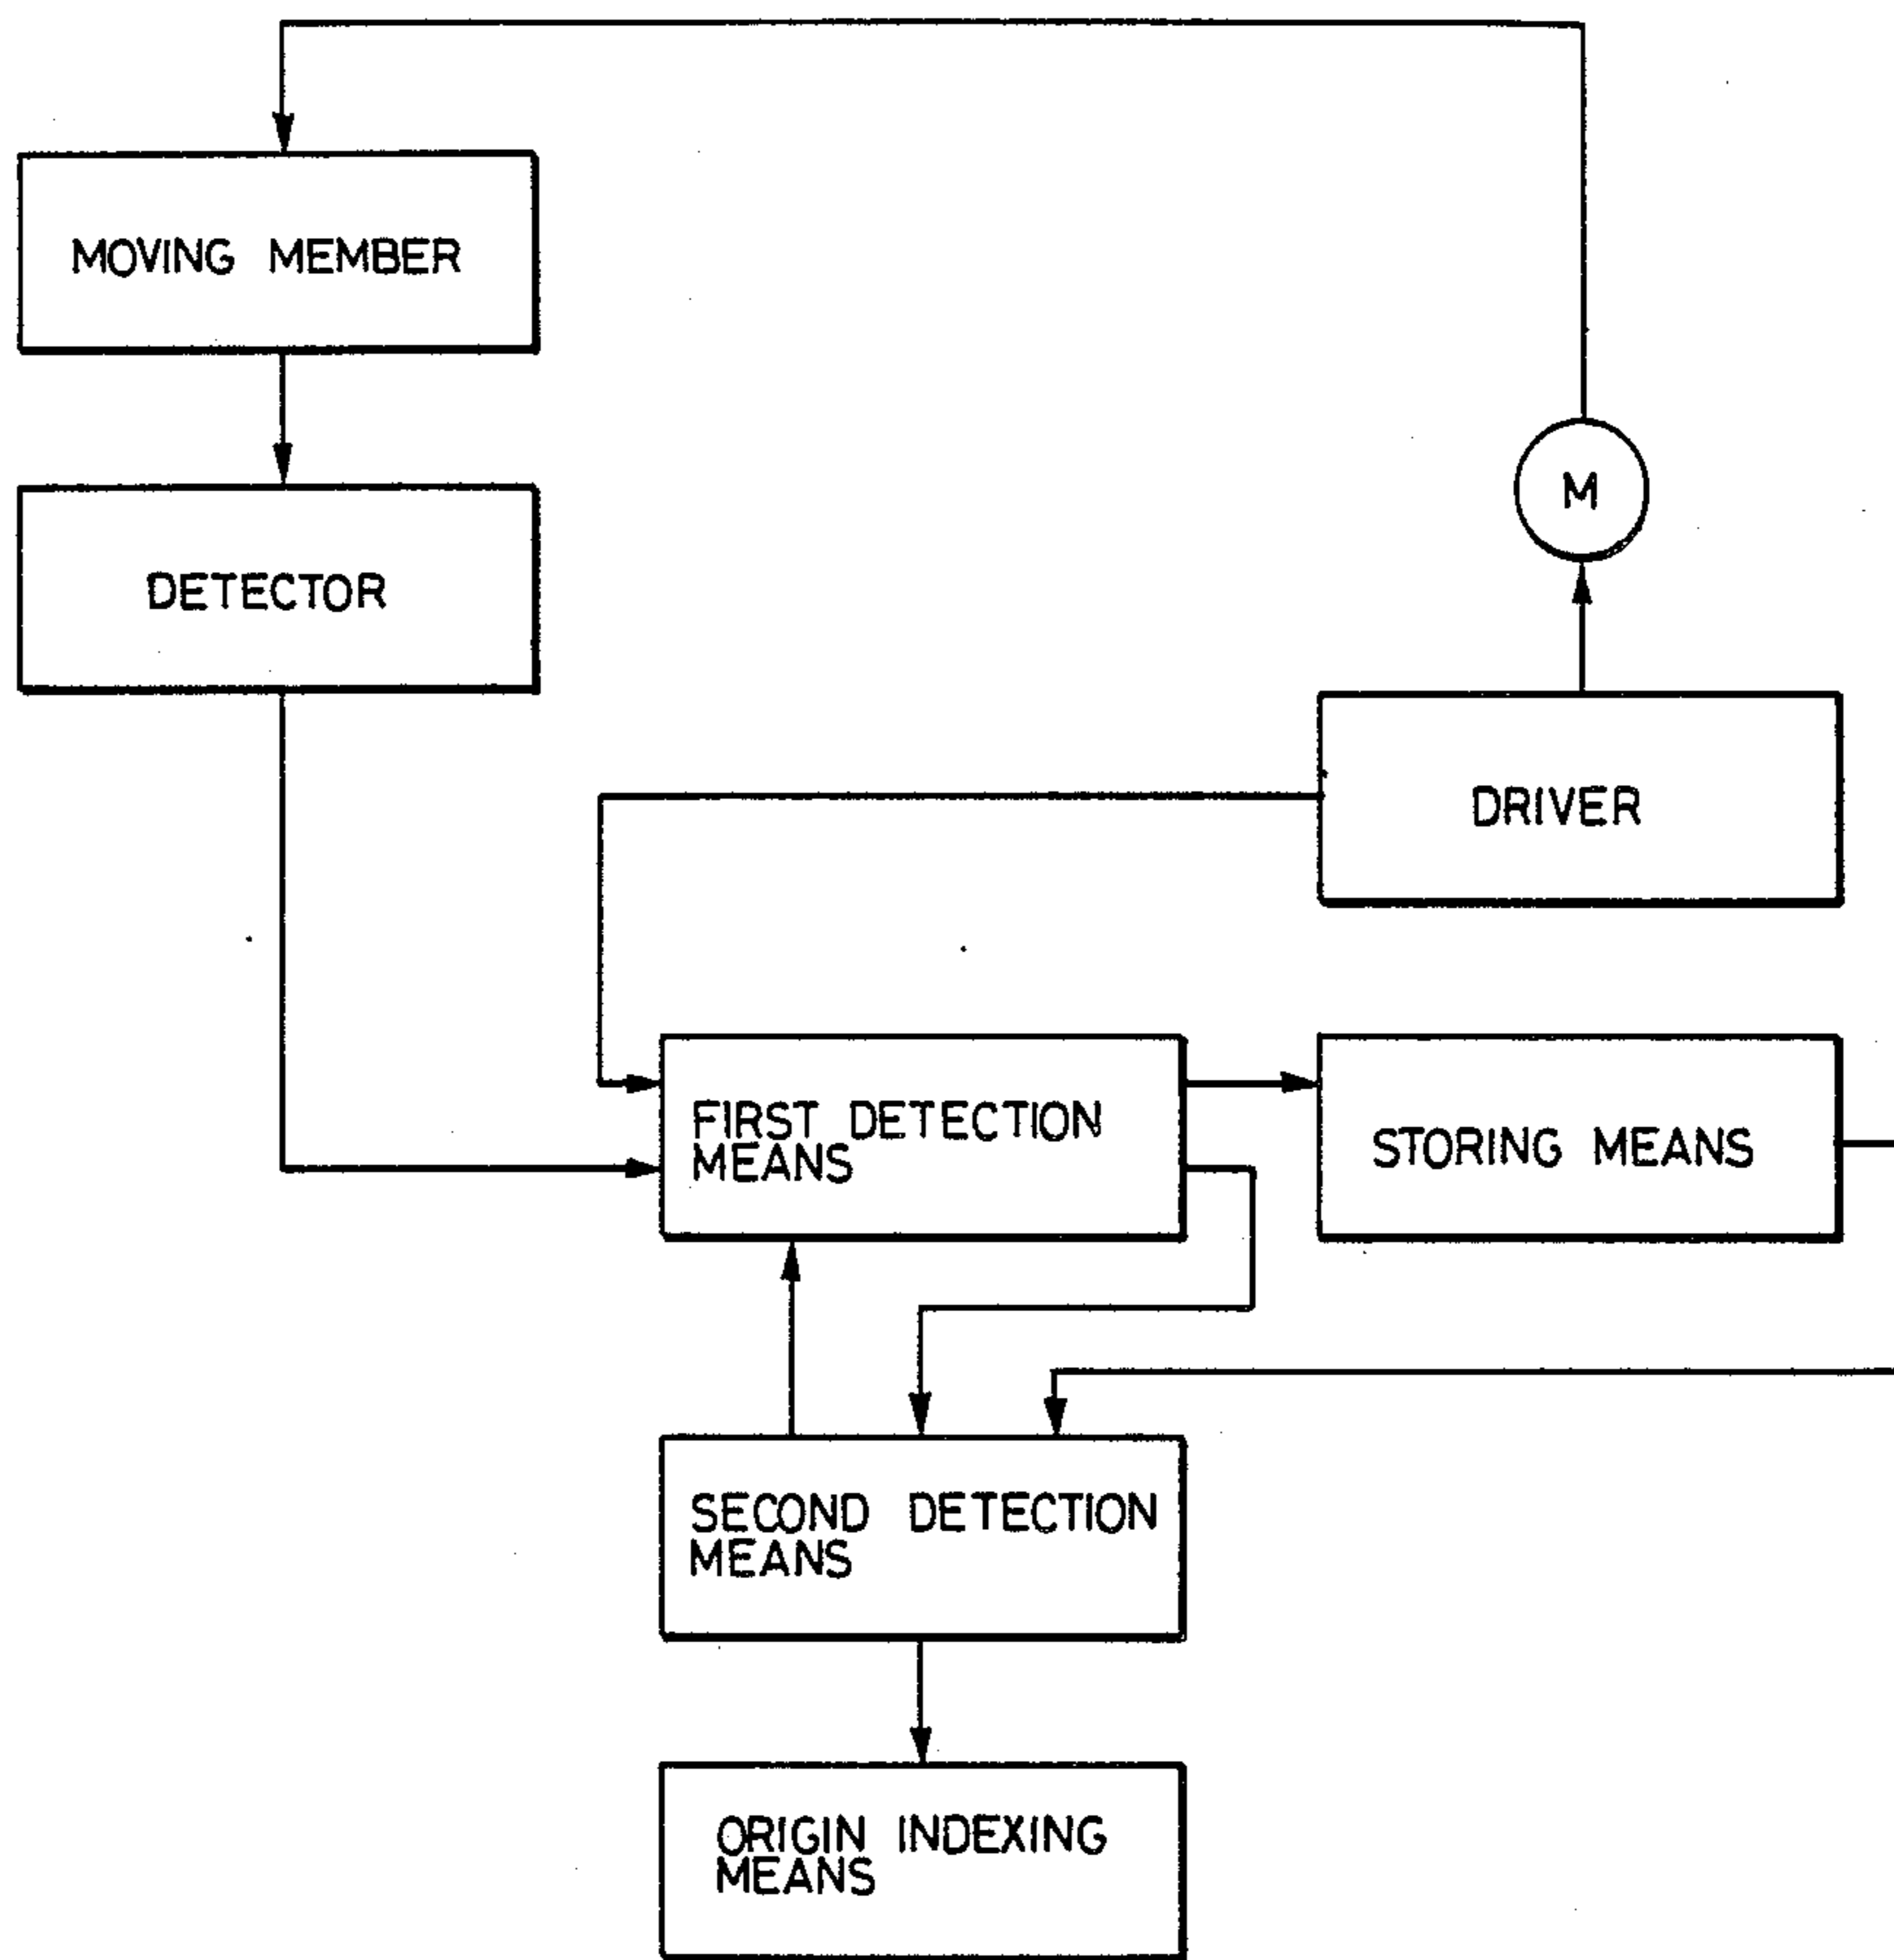 MOVING MEMBER
DETECTOR
M
DRIVER
FIRST DETECTION
MEANS
STORING MEANS
SECOND DETECTION
MEANS
ORIGIN INDEXING
MEANS